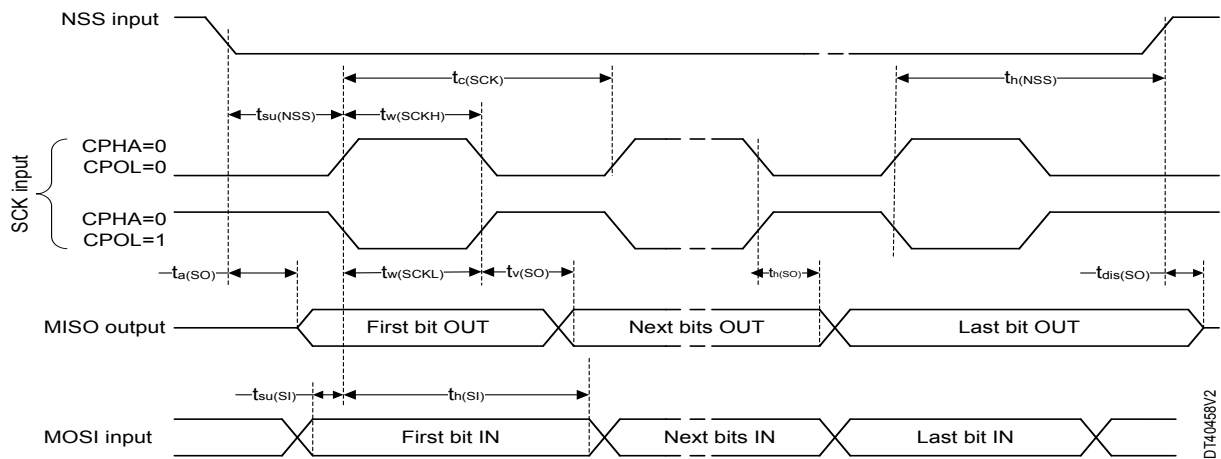 NSS input
tc(SCK)
th(NSS)
tsu(NSS)
tw(SCKH)
SCK input
CPHA=0
CPOL=0
CPHA=0
CPOL=1
ta(SO)
tw(SCKL)
tv(SO)
th(SO)
tdis(SO)
MISO output
First bit OUT
Next bits OUT
Last bit OUT
tsu(SI)
th(SI)
MOSI input
First bit IN
Next bits IN
Last bit IN
DT40458V2